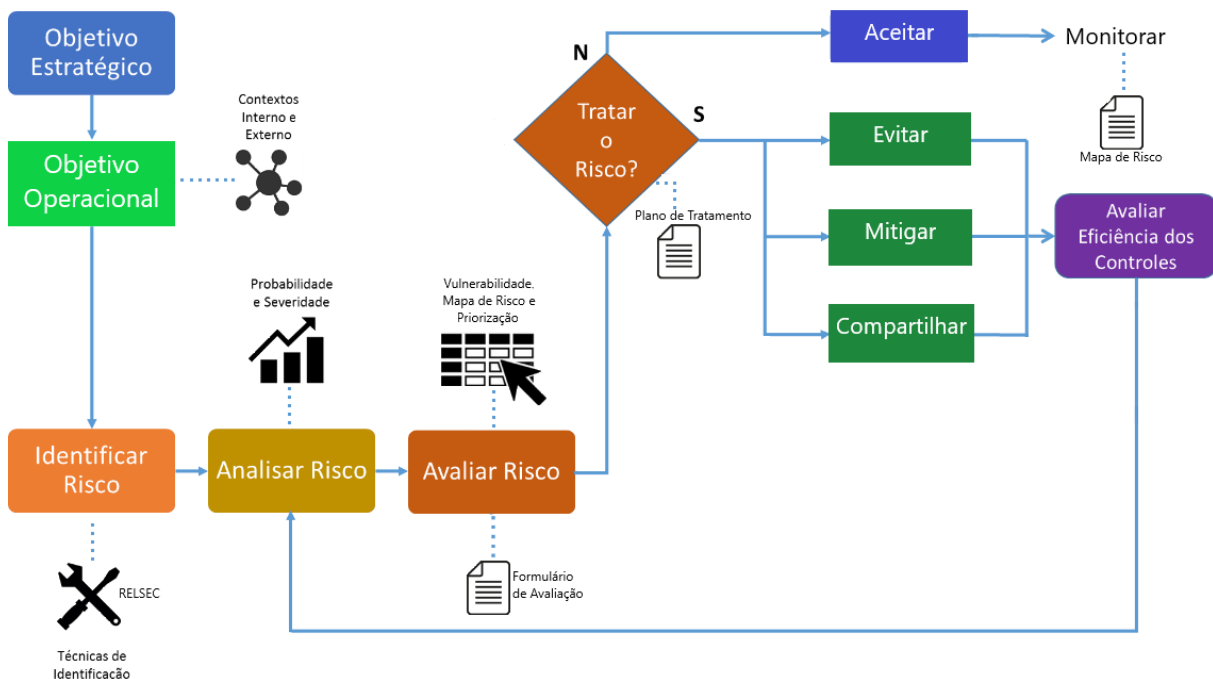 Objetivo
Estratégico
Objetivo
Operacional
Contextos
Interno e
Externo
Identificar
Risco
RELSEC
Técnicas de
Identificação
Probabilidade
e Severidade
Analisar Risco
Vulnerabilidade.
Mapa de Risco e
Priorização
Avaliar Risco
Formulário
de Avaliação
Tratar
o
Risco?
N
S
Plano de Tratamento
Aceitar
Monitorar
Mapa de Risco
Evitar
Mitigar
Compartilhar
Avaliar
Eficiência dos
Controles